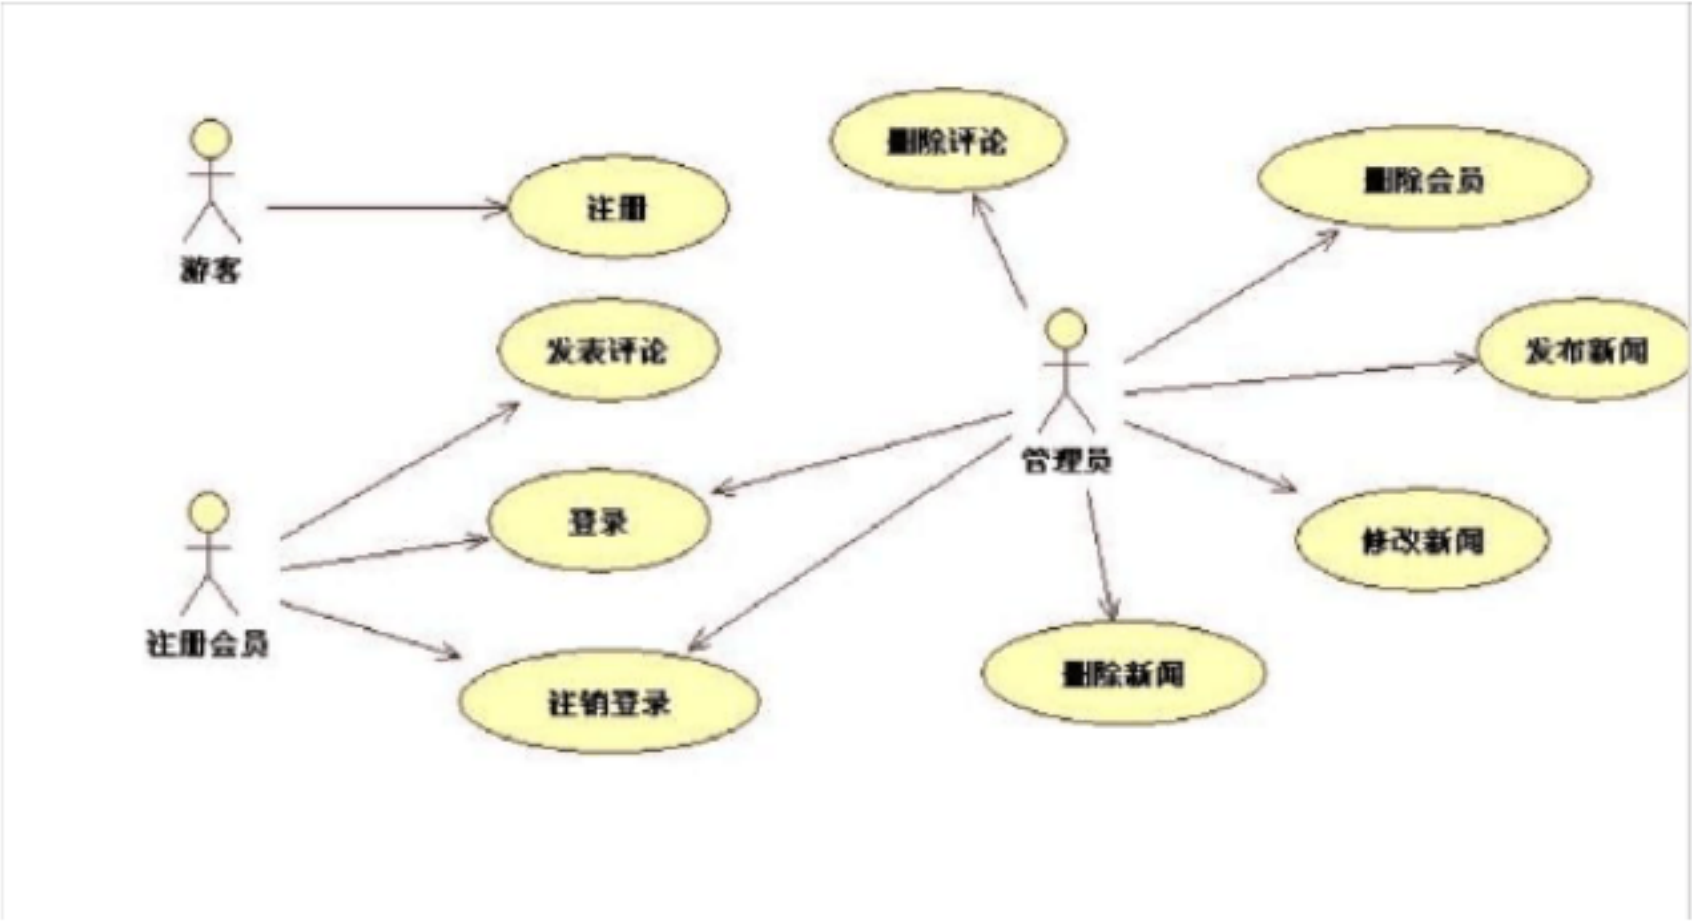 删除评论
删除会员
注册
游客
发表评论
发布新闻
管理员
登录
修改新闻
注册会员
删除新闻
注销登录